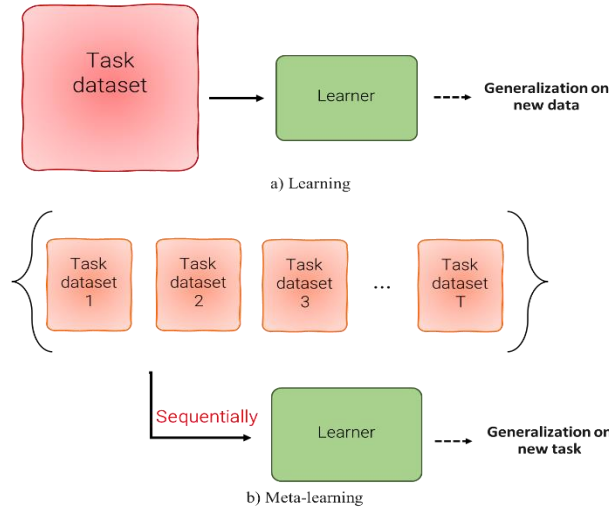 Task
dataset
Learner
Generalization on
new data
a) Learning
Task
dataset
1
Task
dataset
2
Task
dataset
3
...
Task
dataset
T
Sequentially
Learner
Generalization on
new task
b) Meta-learning